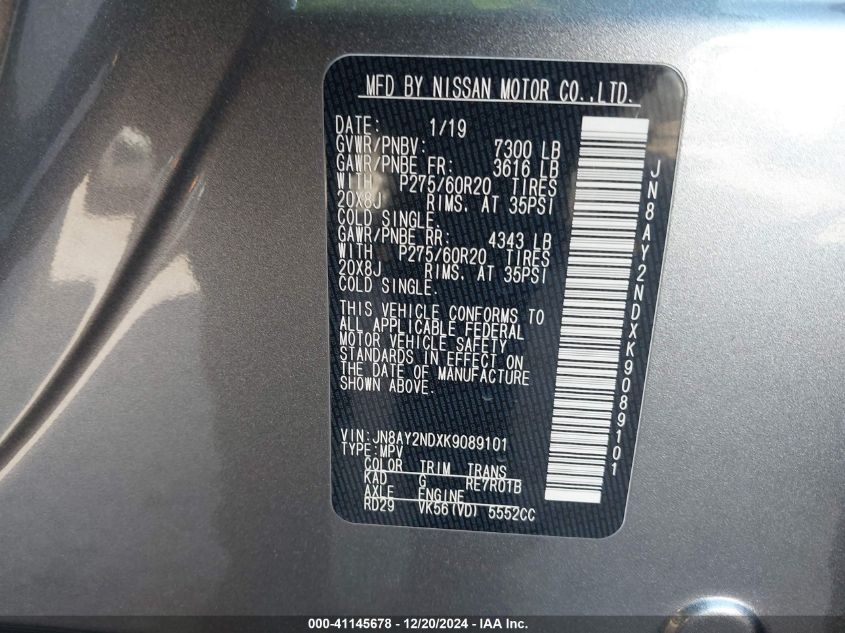 MFD BY NISSAN MOTOR CO.,LTD.
DATE: 1/19
GVWR/PNBV: 7300 LB
GAWR/PNBE FR: 3616 LB
WITH P275/60R20 TIRES
20X8J RIMS, AT 35PSI
COLD SINGLE.
GAWR/PNBE RR: 4343 LB
WITH P275/60R20 TIRES
20X8J RIMS, AT 35PSI
COLD SINGLE.
THIS VEHICLE CONFORMS TO
ALL APPLICABLE FEDERAL
MOTOR VEHICLE SAFETY
STANDARDS IN EFFECT ON
THE DATE OF MANUFACTURE
SHOWN ABOVE.
VIN: JN8AY2NDXK9089101
TYPE: MPV
COLOR TRIM TRANS
KAD G RE7R01B
AXLE ENGINE
RD29 VK56(VD) 5552CC
JN8AY2NDXK9089101
000-41145678 - 12/20/2024 - IAA Inc.